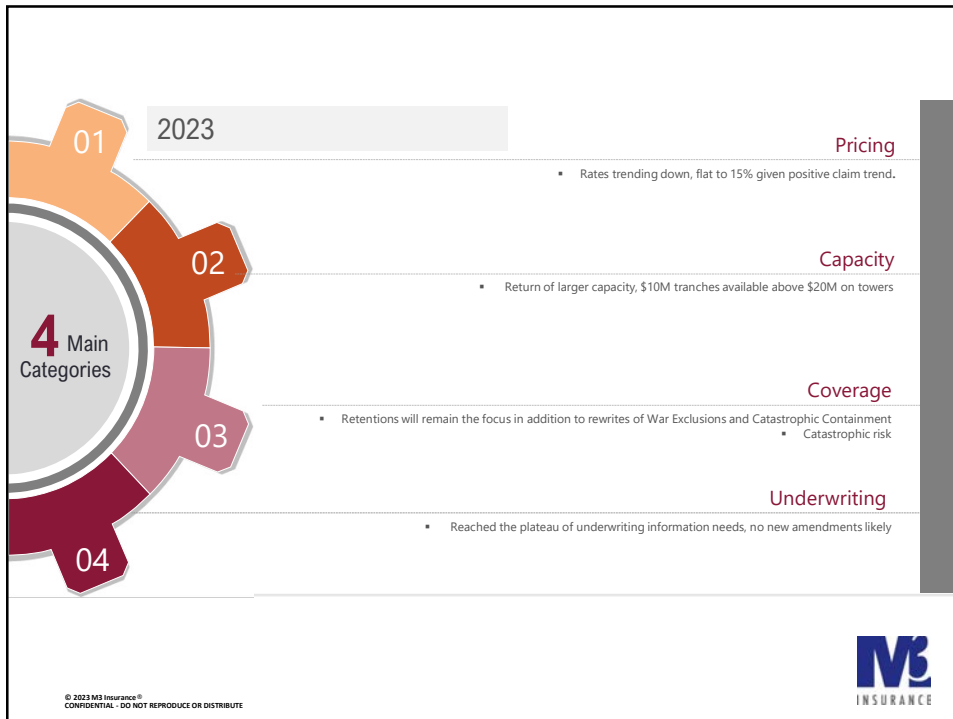 2023
01
Pricing
▪ Rates trending down, flat to 15% given positive claim trend.
02
Capacity
▪ Return of larger capacity, $10M tranches available above $20M on towers
4 Main
Categories
03
Coverage
▪ Retentions will remain the focus in addition to rewrites of War Exclusions and Catastrophic Containment
▪ Catastrophic risk
04
Underwriting
▪ Reached the plateau of underwriting information needs, no new amendments likely
© 2023 M3 Insurance ®
CONFIDENTIAL - DO NOT REPRODUCE OR DISTRIBUTE
M3
INSURANCE